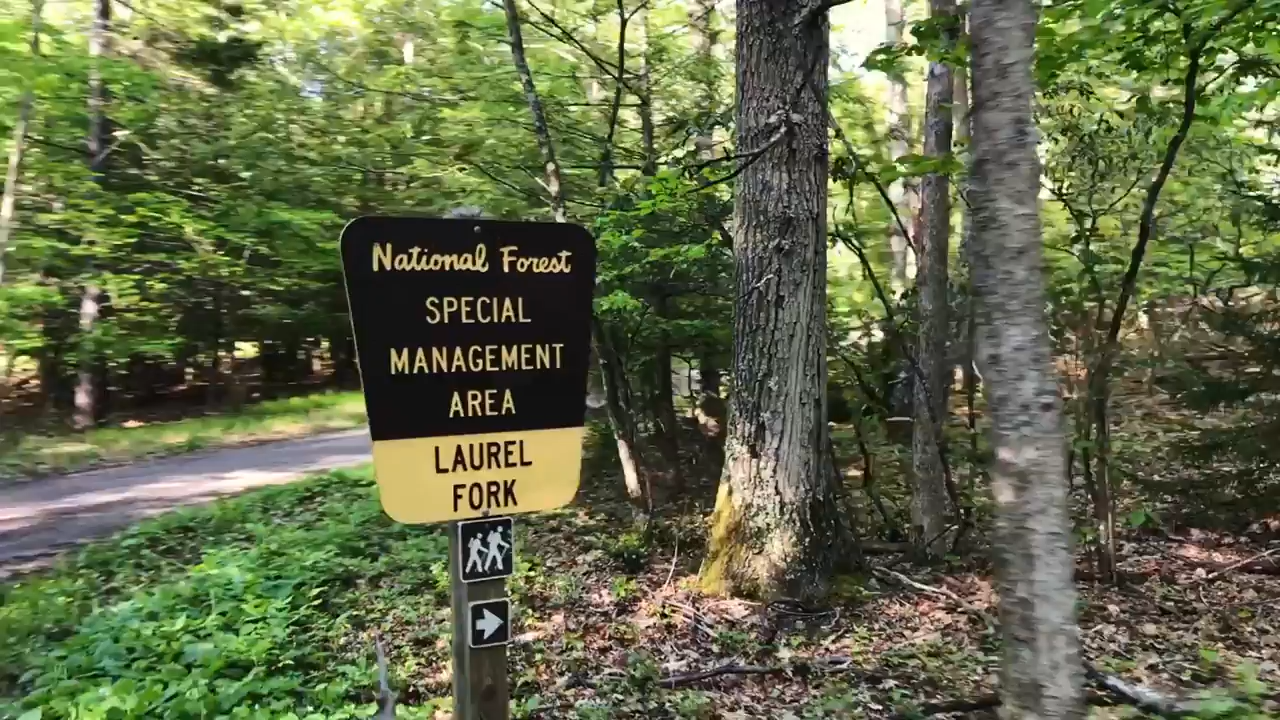 National Forest
SPECIAL
MANAGEMENT
AREA
LAUREL
FORK